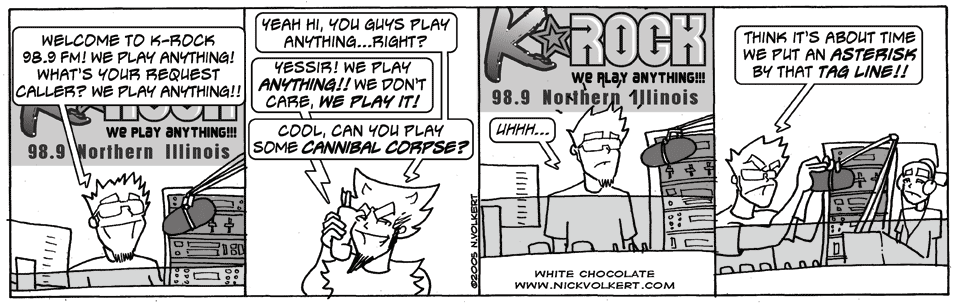 WELCOME TO K-ROCK
98.9 FM! WE PLAY ANYTHING!
WHAT'S YOUR REQUEST
CALLER? WE PLAY ANYTHING!!
K ROCK
WE PLAY ANYTHING!!!
98.9 Northern Illinois
YEAH HI, YOU GUYS PLAY
ANYTHING...RIGHT?
YESSIR! WE PLAY
ANYTHING!! WE DON'T
CARE, WE PLAY IT!
COOL, CAN YOU PLAY
SOME CANNIBAL CORPSE?
©2005 N.VOLKERT
K ROCK
WE PLAY ANYTHING!!!
98.9 Northern Illinois
UHHH...
WHITE CHOCOLATE
WWW.NICKVOLKERT.COM
THINK IT'S ABOUT TIME
WE PUT AN ASTERISK
BY THAT TAG LINE!!